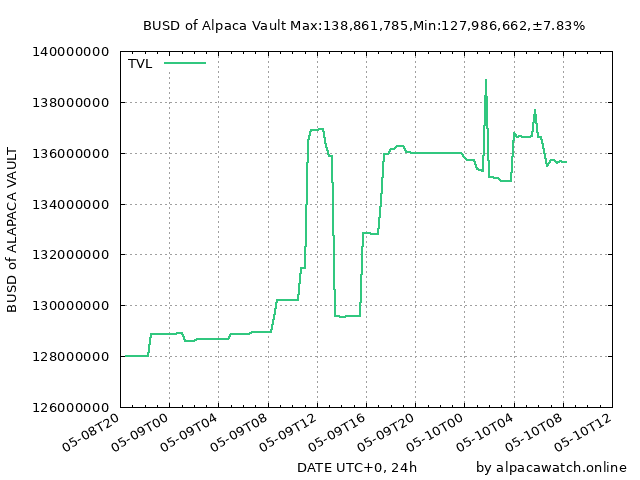 BUSD of Alpaca Vault Max:138,861,785,Min:127,986,662,±7.83%
TVL
140000000
138000000
136000000
134000000
132000000
130000000
128000000
126000000
BUSD of ALAPACA VAULT
05-08T20
05-09T00
05-09T04
05-09T08
05-09T12
05-09T16
05-09T20
05-10T00
05-10T04
05-10T08
05-10T12
DATE UTC+0, 24h
by alpacawatch.online